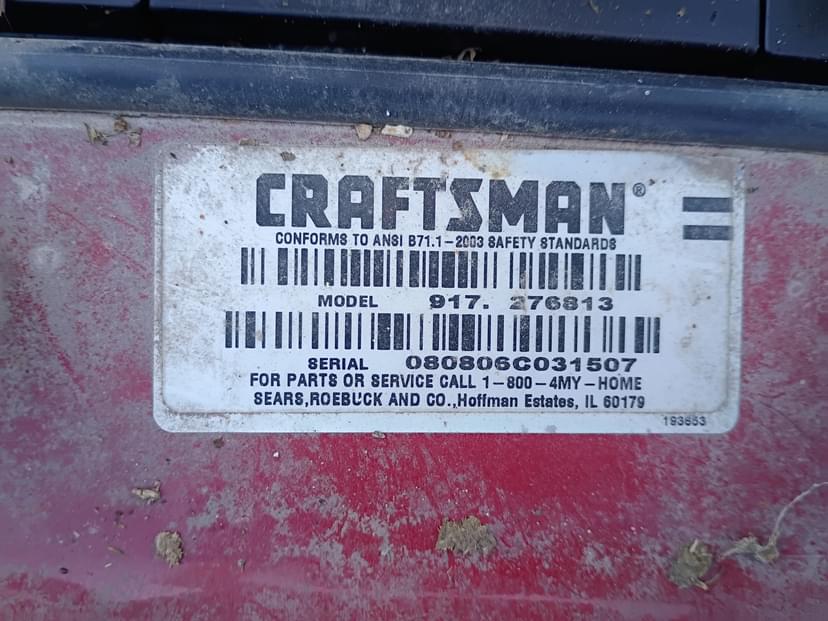 CRAFTSMAN®
CONFORMS TO ANSI B71.1-2003 SAFETY STANDARDS
MODEL 917. 276813
SERIAL 080806C031507
FOR PARTS OR SERVICE CALL 1-800-4MY-HOME
SEARS,ROEBUCK AND CO.,Hoffman Estates, IL 60179
193653